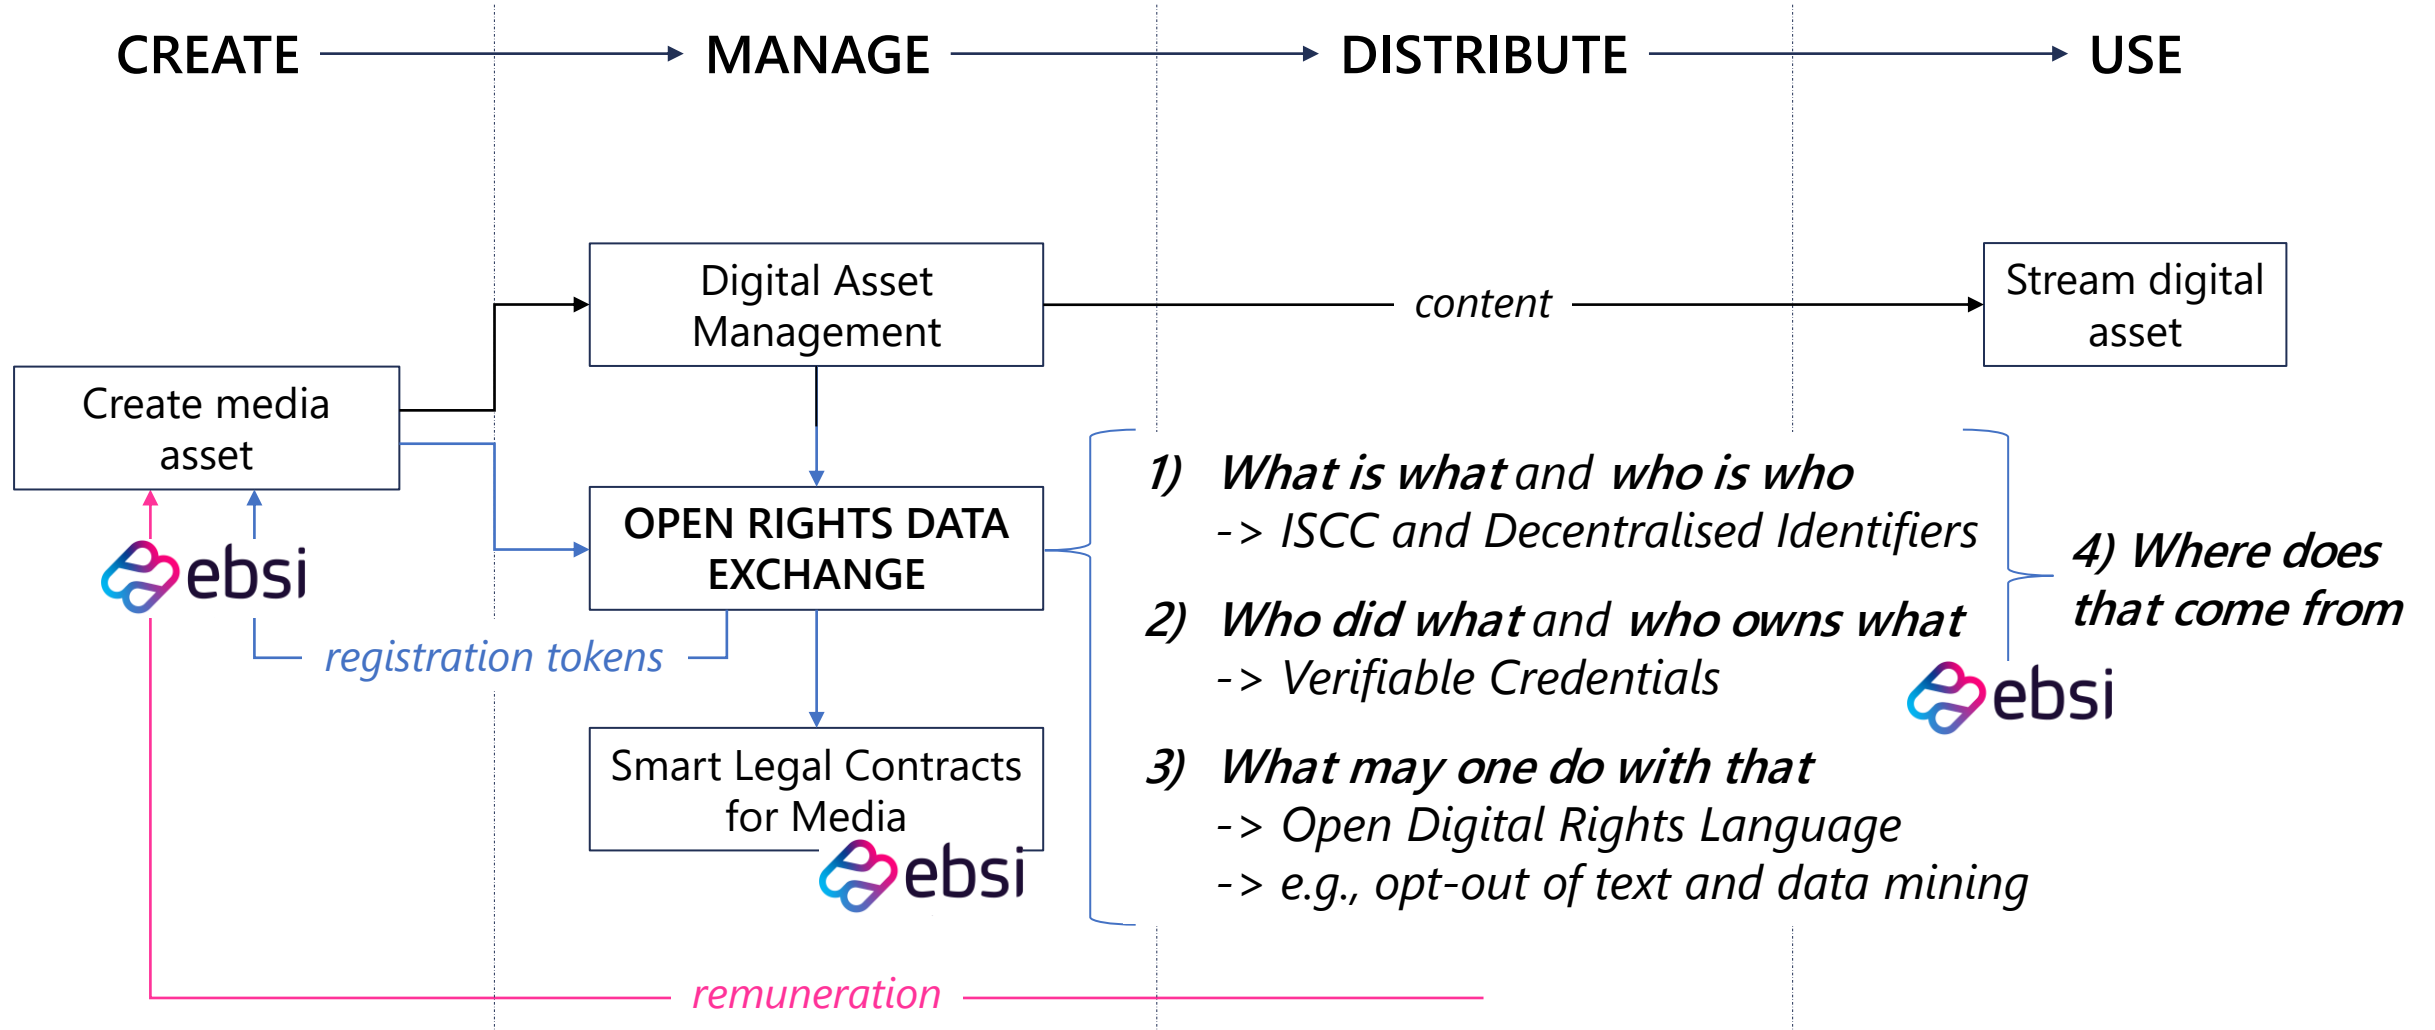 CREATE
MANAGE
DISTRIBUTE
USE
Digital Asset
Management
content
Stream digital
asset
Create media
asset
OPEN RIGHTS DATA
EXCHANGE
ebsi
registration tokens
Smart Legal Contracts
for Media
ebsi
1) What is what and who is who
-> ISCC and Decentralised Identifiers
2) Who did what and who owns what
-> Verifiable Credentials
3) What may one do with that
-> Open Digital Rights Language
-> e.g., opt-out of text and data mining
4) Where does
that come from
ebsi
remuneration